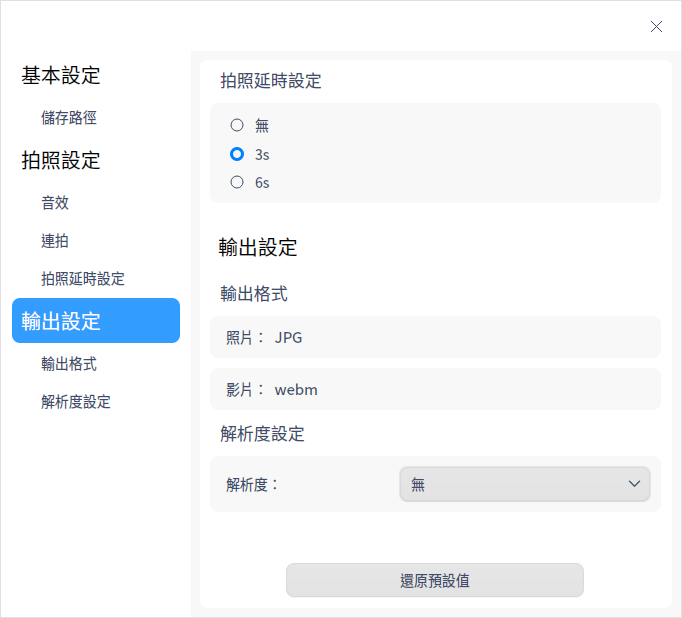 基本設定
儲存路徑
拍照設定
音效
連拍
拍照延時設定
輸出設定
輸出格式
解析度設定
拍照延時設定
無
3s
6s
輸出設定
輸出格式
照片： JPG
影片： webm
解析度設定
解析度： 無
還原預設值